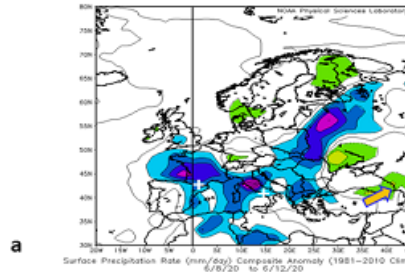 NOAA Physical Sciences Laborator
80N
75N
70N
65N
60N
55N
50N
45N
40N
35N
30N
20W 15W 10W 5W 0 5E 10E 15E 20E 25E 30E 35E 40E
a
Surface Precipitation Rate (mm/day) Composite Anomaly (1981-2010 Clim
6/8/20 to 6/12/20